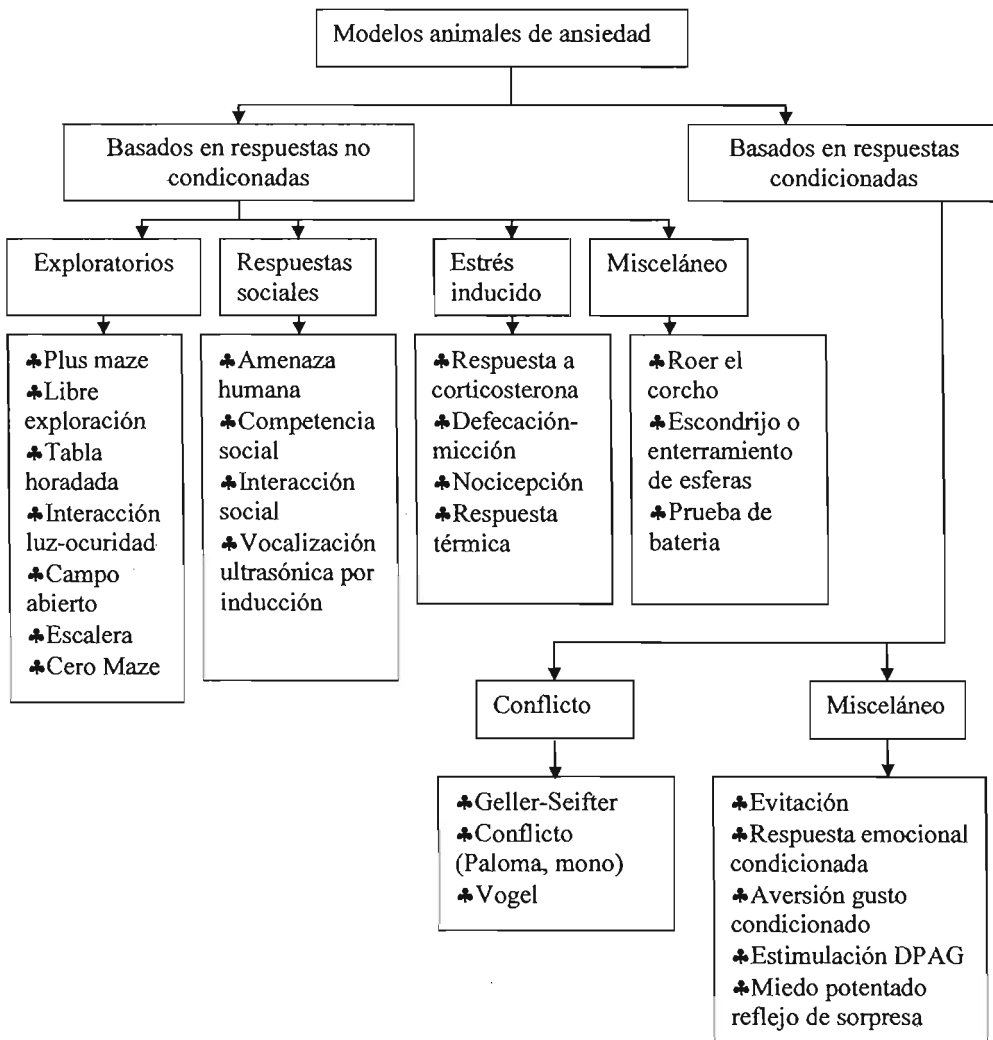 Modelos animales de ansiedad
Basados en respuestas no
condiconadas
Basados en respuestas
condicionadas
Exploratorios
Respuestas
sociales
Estrés
inducido
Misceláneo
♣Plus maze
♣Libre
exploración
♣Tabla
horadada
♣Interacción
luz-ocuridad
♣Campo
abierto
♣Escalera
♣Cero Maze
♣Amenaza
humana
♣Competencia
social
♣Interacción
social
♣Vocalización
ultrasónica por
inducción
♣Respuesta a
corticosterona
♣Defecación-
micción
♣Nocicepción
♣Respuesta
térmica
♣Roer el
corcho
♣Escondrijo o
enterramiento
de esferas
♣Prueba de
bateria
Conflicto
Misceláneo
♣Geller-Seifter
♣Conflicto
(Paloma, mono)
♣Vogel
♣Evitación
♣Respuesta emocional
condicionada
♣Aversión gusto
condicionado
♣Estimulación DPAG
♣Miedo potentado
reflejo de sorpresa